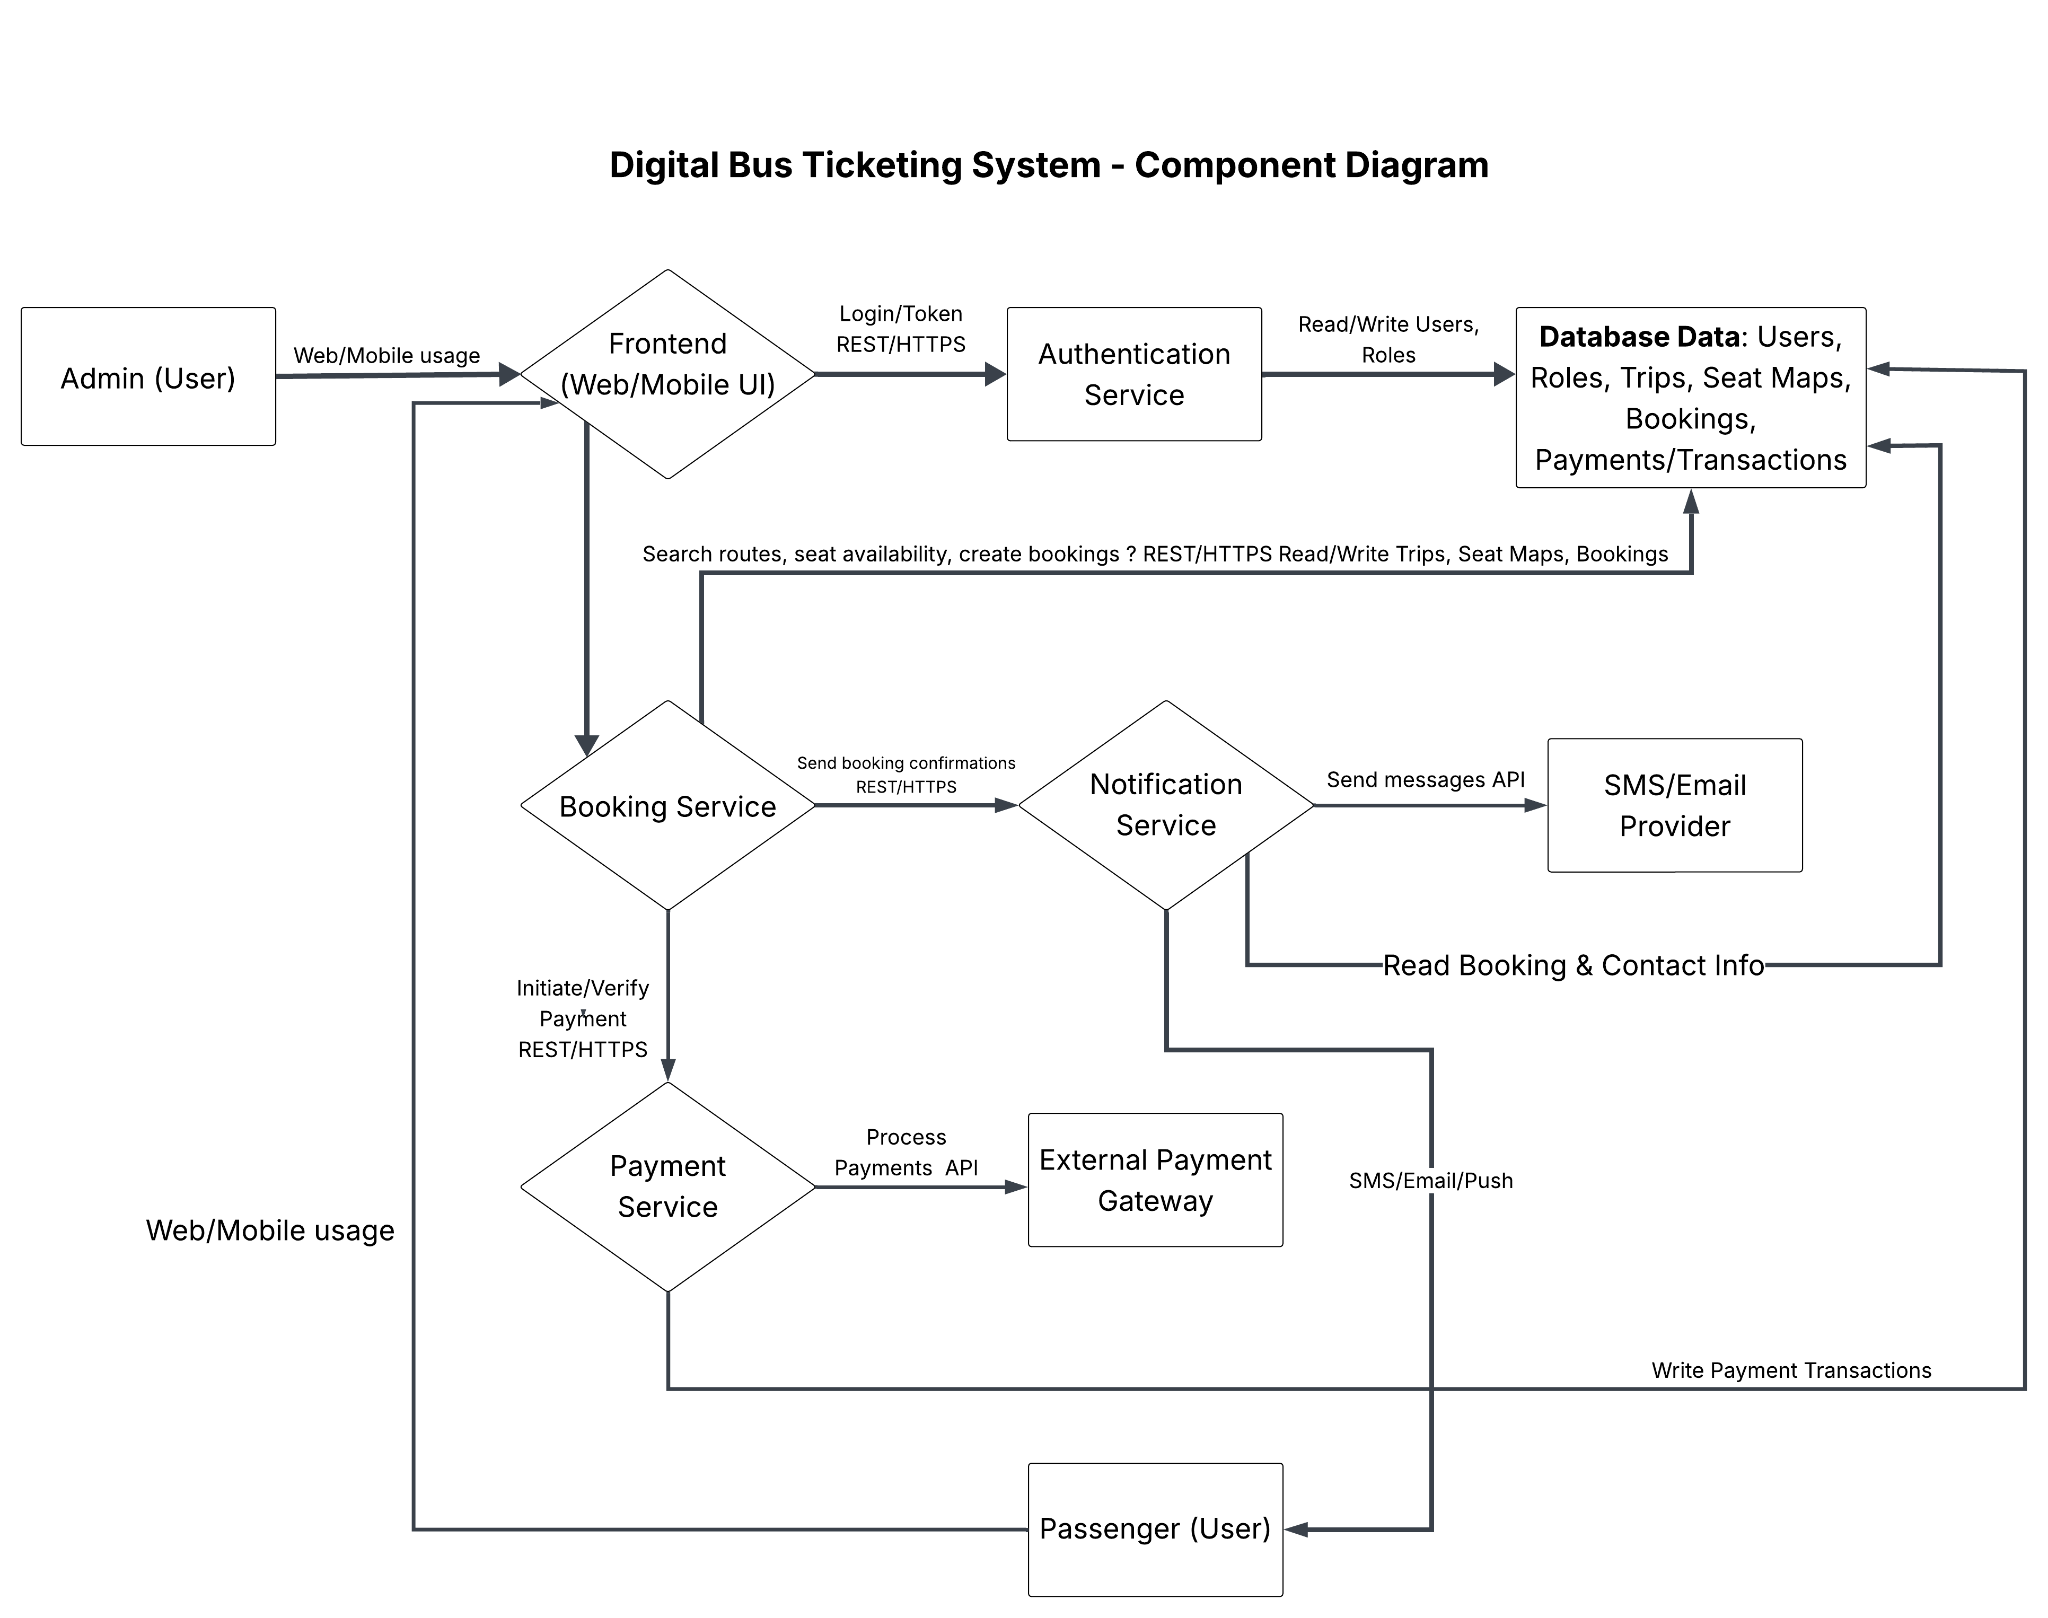 Digital Bus Ticketing System - Component Diagram
Admin (User)
Web/Mobile usage
Frontend
(Web/Mobile UI)
Login/Token
REST/HTTPS
Authentication
Service
Read/Write Users,
Roles
Database Data: Users,
Roles, Trips, Seat Maps,
Bookings,
Payments/Transactions
Search routes, seat availability, create bookings ? REST/HTTPS Read/Write Trips, Seat Maps, Bookings
Booking Service
Send booking confirmations
REST/HTTPS
Notification
Service
Send messages API
SMS/Email
Provider
Read Booking & Contact Info
Initiate/Verify
Payment
REST/HTTPS
Payment
Service
Process
Payments  API
External Payment
Gateway
SMS/Email/Push
Web/Mobile usage
Write Payment Transactions
Passenger (User)